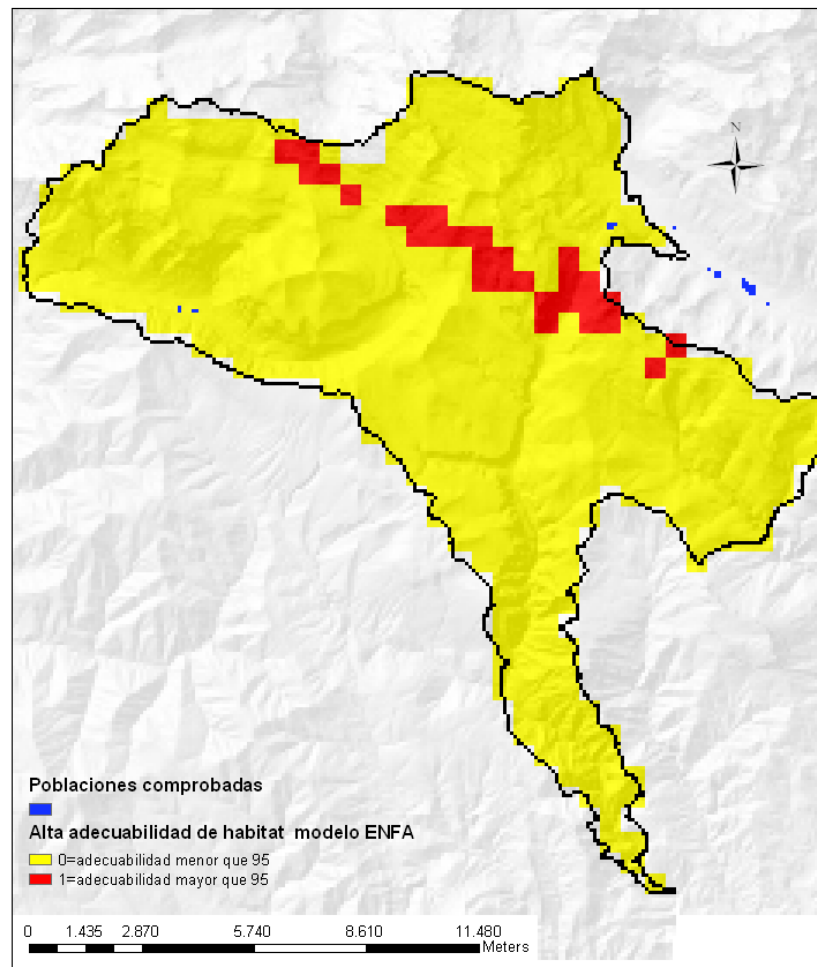 N
Poblaciones comprobadas
Alta adecuabilidad de habitat modelo ENFA
0=adecuabilidad menor que 95
1=adecuabilidad mayor que 95
0 1.435 2.870 5.740 8.610 11.480
Meters